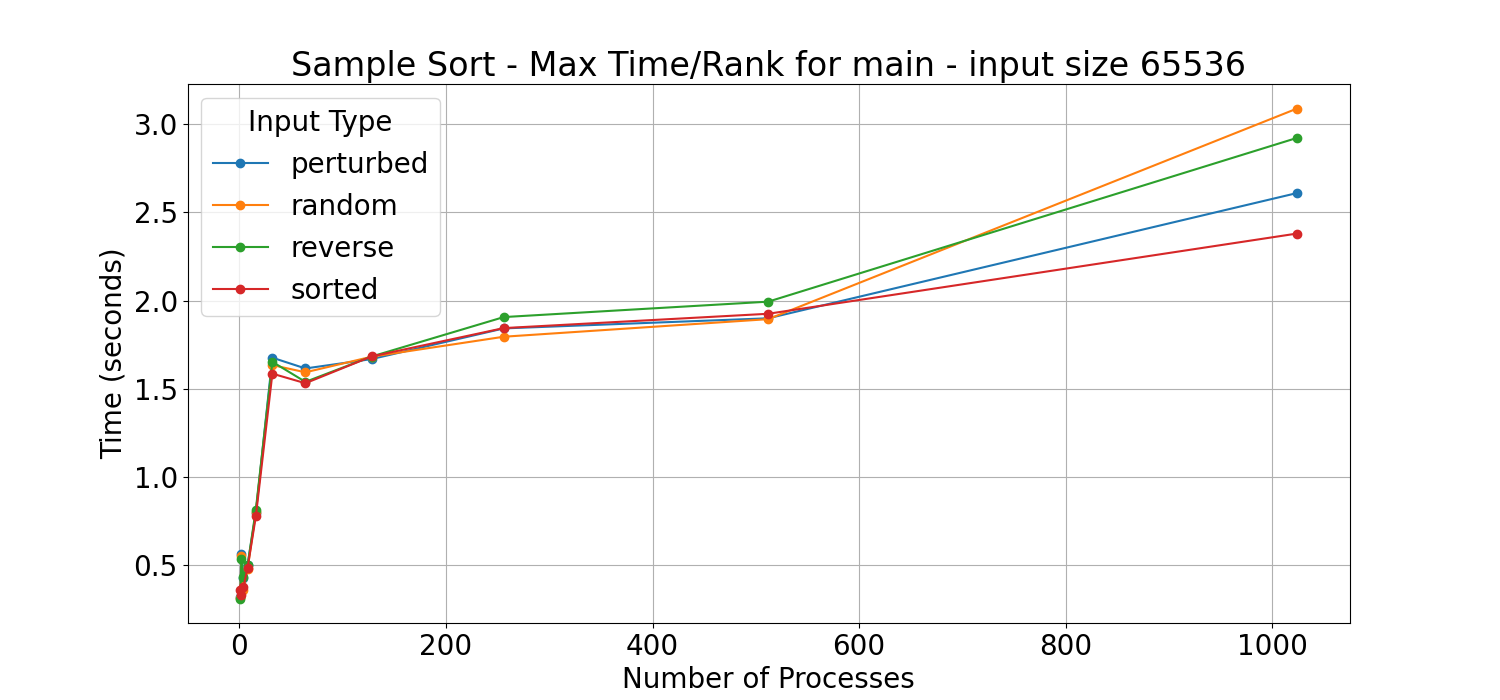 Sample Sort - Max Time/Rank for main - input size 65536
Input Type
perturbed
random
reverse
sorted
3.0
2.5
2.0
1.5
1.0
0.5
Time (seconds)
0 200 400 600 800 1000
Number of Processes